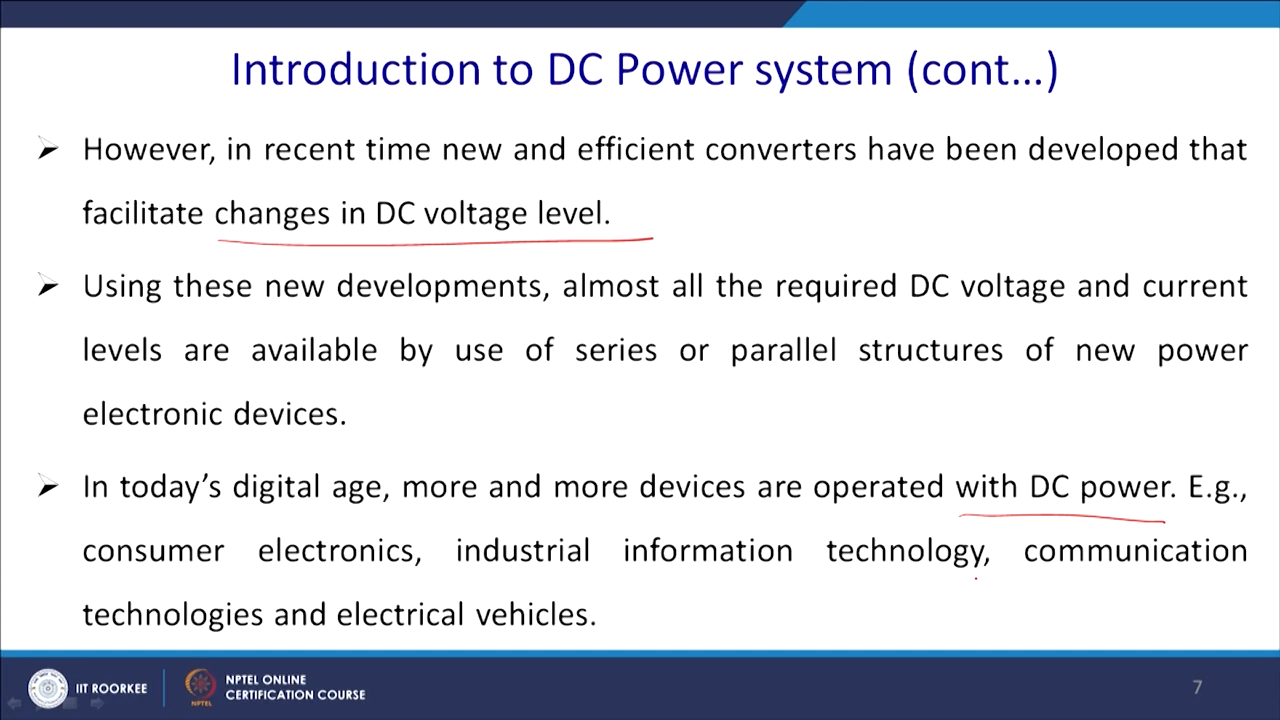 Introduction to DC Power system (cont...)
However, in recent time new and efficient converters have been developed that
facilitate changes in DC voltage level.
Using these new developments, almost all the required DC voltage and current
levels are available by use of series or parallel structures of new power
electronic devices.
In today's digital age, more and more devices are operated with DC power. E.g.,
consumer electronics, industrial information technology, communication
technologies and electrical vehicles.
IIT ROORKEE
NPTEL
NPTEL ONLINE
CERTIFICATION COURSE
7